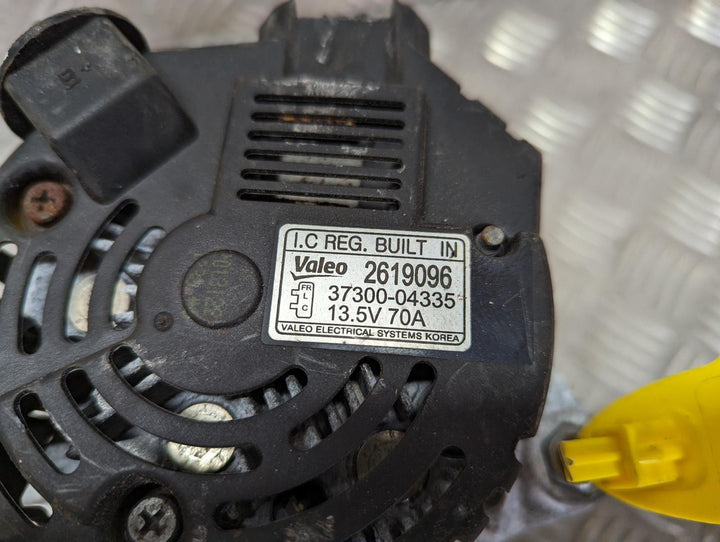 I.C REG. BUILT IN
Valeo 2619096
FR
L
C
37300-04335
13.5V 70A
VALEO ELECTRICAL SYSTEMS KOREA
B